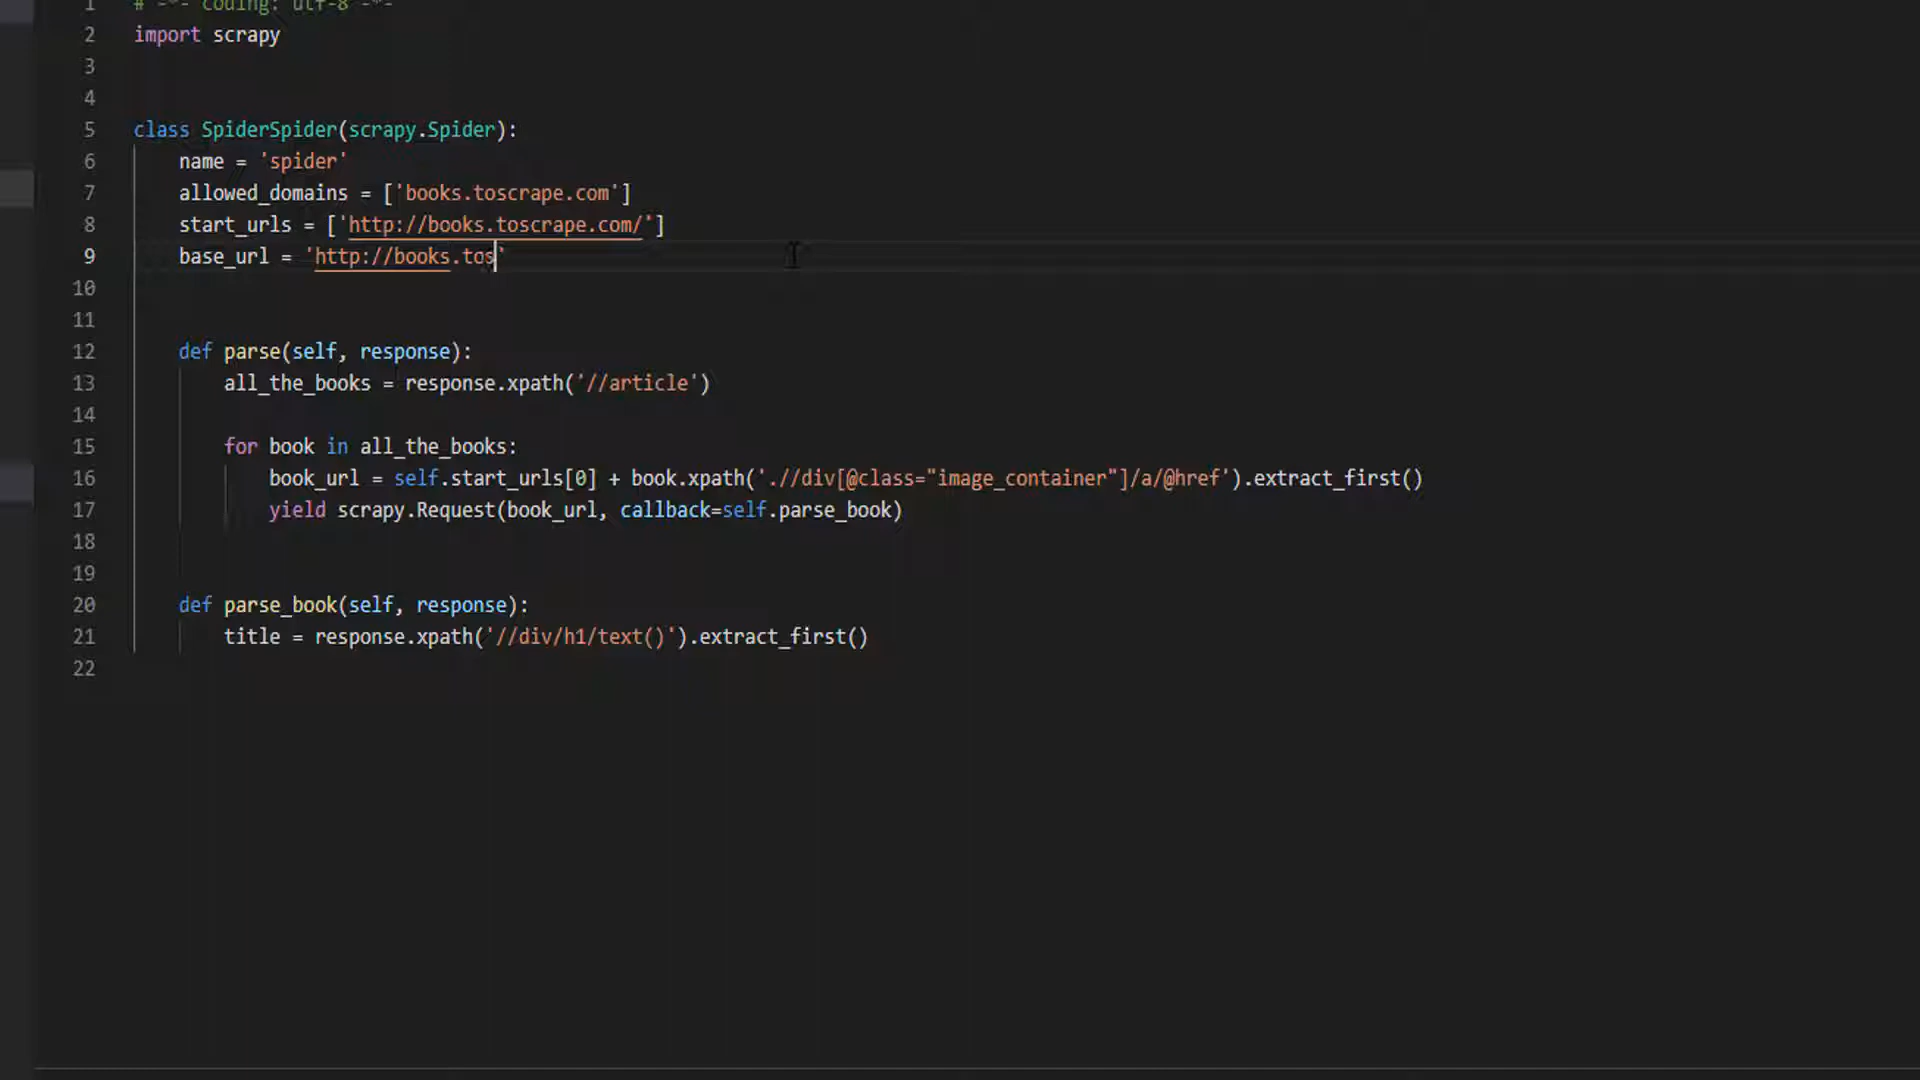 1 # -*- coding: utf-8 -*-
2 import scrapy
3
4
5 class SpiderSpider(scrapy.Spider):
6 name = 'spider'
7 allowed_domains = ['books.toscrape.com']
8 start_urls = ['http://books.toscrape.com/']
9 base_url = 'http://books.tos'
10
11
12 def parse(self, response):
13 all_the_books = response.xpath('//article')
14
15 for book in all_the_books:
16 book_url = self.start_urls[0] + book.xpath('.//div[@class="image_container"]/a/@href').extract_first()
17 yield scrapy.Request(book_url, callback=self.parse_book)
18
19
20 def parse_book(self, response):
21 title = response.xpath('//div/h1/text()').extract_first()
22